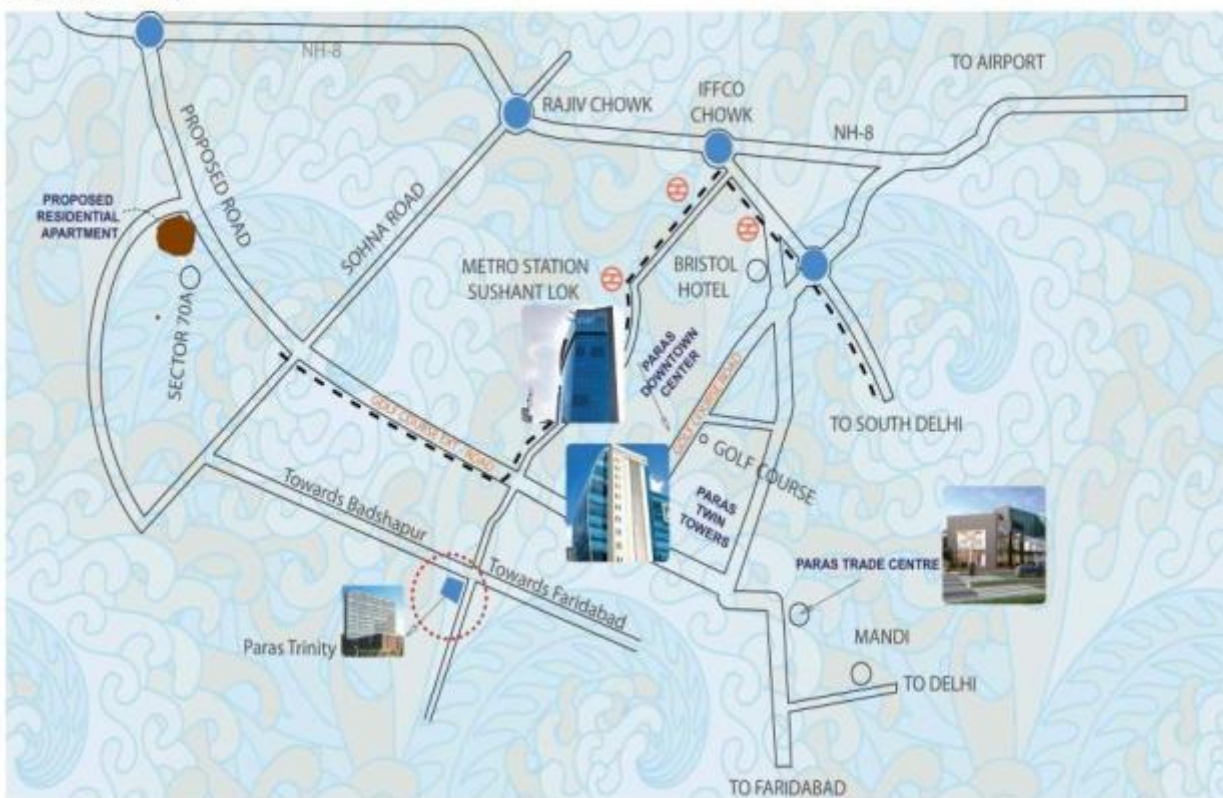 NH-8
TO AIRPORT
RAJIV CHOWK
IFFCO
CHOWK
NH-8
PROPOSED ROAD
PROPOSED
RESIDENTIAL
APARTMENT
SOHNA ROAD
METRO STATION
SUSHANT LOK
BRISTOL
HOTEL
SECTOR 70A
PARAS
DOWNTOWN
CENTER
GOLF COURSE ROAD
TO SOUTH DELHI
GOLF COURSE EXT ROAD
GOLF COURSE
PARAS
TWIN
TOWERS
Towards Badshapur
Towards Faridabad
PARAS TRADE CENTRE
Paras Trinity
MANDI
TO DELHI
TO FARIDABAD